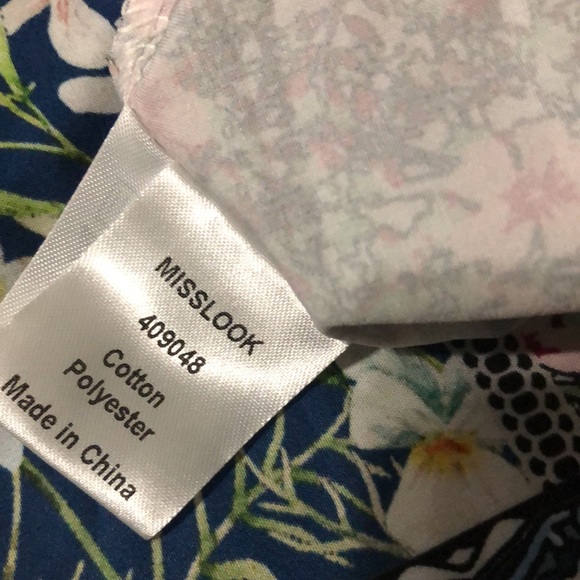 MISSLOOK
409048
Cotton
Polyester
Made in China